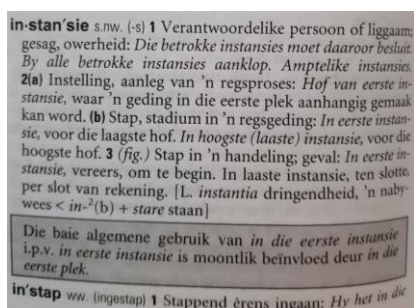 in·stan'sie s.nw. (-s) 1 Verantwoordelike persoon of liggaam;
gesag, owerheid: Die betrokke instansies moet daaroor besluit.
By alle betrokke instansies aanklop. Amptelike instansies.
2(a) Instelling, aanleg van 'n regsproses: Hof van eerste in-
stansie, waar 'n geding in die eerste plek aanhangig gemaak
kan word. (b) Stap, stadium in 'n regsgeding: In eerste instan-
sie, voor die laagste hof. In hoogste (laaste) instansie, voor die
hoogste hof. 3 (fig.) Stap in 'n handeling; geval: In eerste in-
stansie, vereers, om te begin. In laaste instansie, ten slotte,
per slot van rekening. [L. instantia dringendheid, 'n naby-
wees < in-²(b) + stare staan]
Die baie algemene gebruik van in die eerste instansie
i.p.v. in eerste instansie is moontlik beïnvloed deur in die
eerste plek.
in'stap ww. (ingestap) 1 Stappend êrens ingaan: Hy het in die